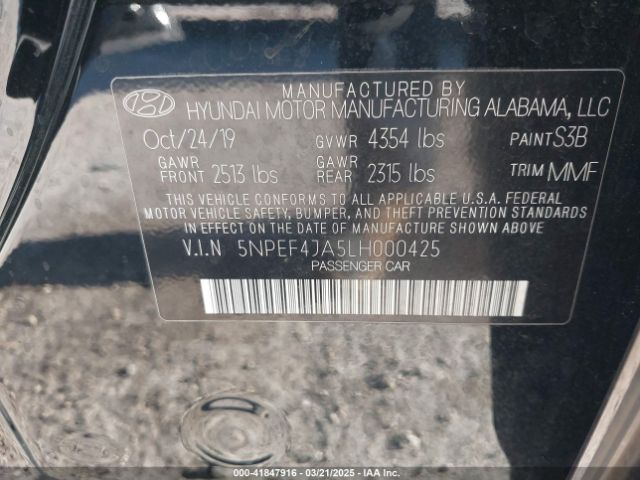 MANUFACTURED BY
HYUNDAI MOTOR MANUFACTURING ALABAMA, LLC
Oct/24/19 GVWR 4354 lbs PAINT S3B
GAWR FRONT 2513 lbs GAWR REAR 2315 lbs TRIM MMF
THIS VEHICLE CONFORMS TO ALL APPLICABLE U.S.A. FEDERAL
MOTOR VEHICLE SAFETY, BUMPER, AND THEFT PREVENTION STANDARDS
IN EFFECT ON THE DATE OF MANUFACTURE SHOWN ABOVE
V.I.N 5NPEF4JA5LH000425
PASSENGER CAR
000-41847916 - 03/21/2025 - IAA Inc.